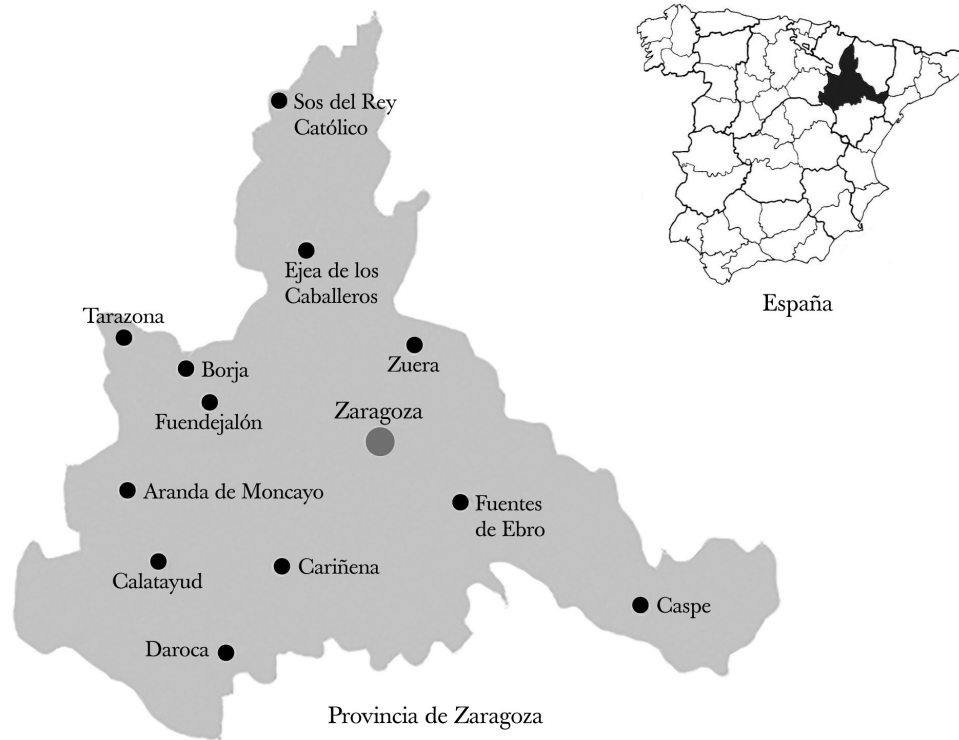 Sos del Rey
Católico
Ejea de los
Caballeros
España
Tarazona
Zuera
Borja
Zaragoza
Fuendejalón
Aranda de Moncayo
Fuentes
de Ebro
Cariñena
Calatayud
Caspe
Daroca
Provincia de Zaragoza